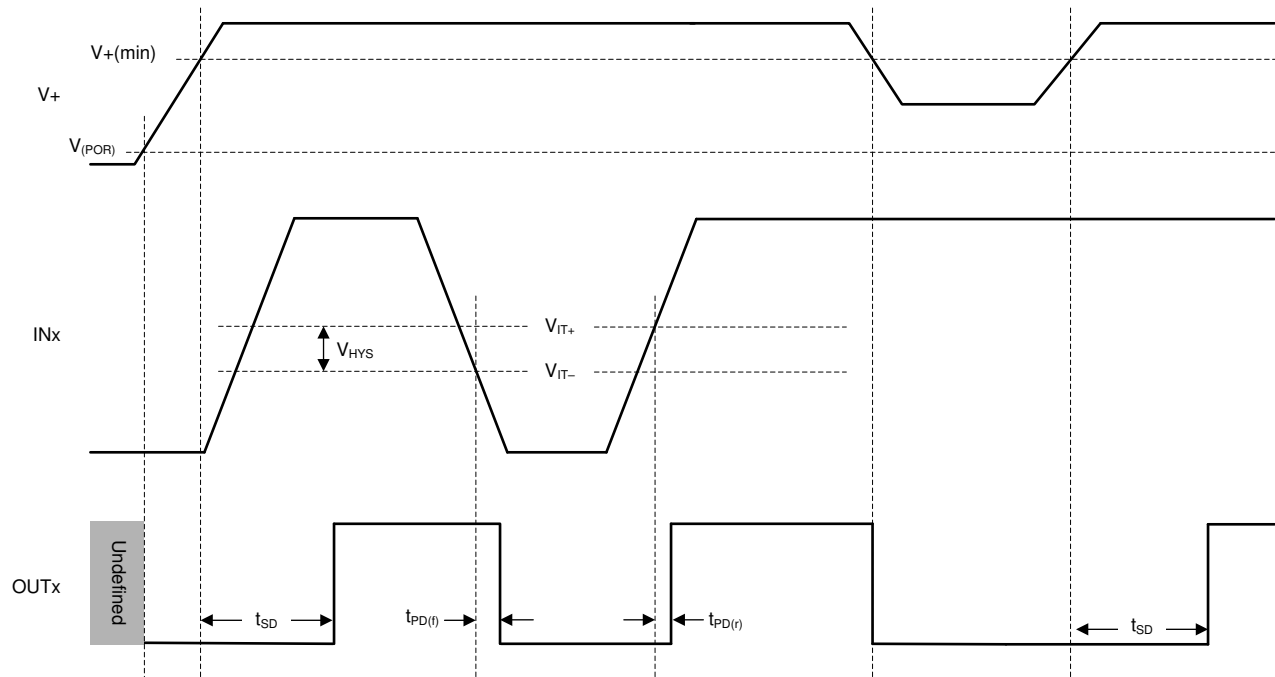 V+(min)
V+
V(POR)
INx
VIT+
VHYS
VIT–
OUTx
Undefined
tSD
tPD(f)
tPD(r)
tSD